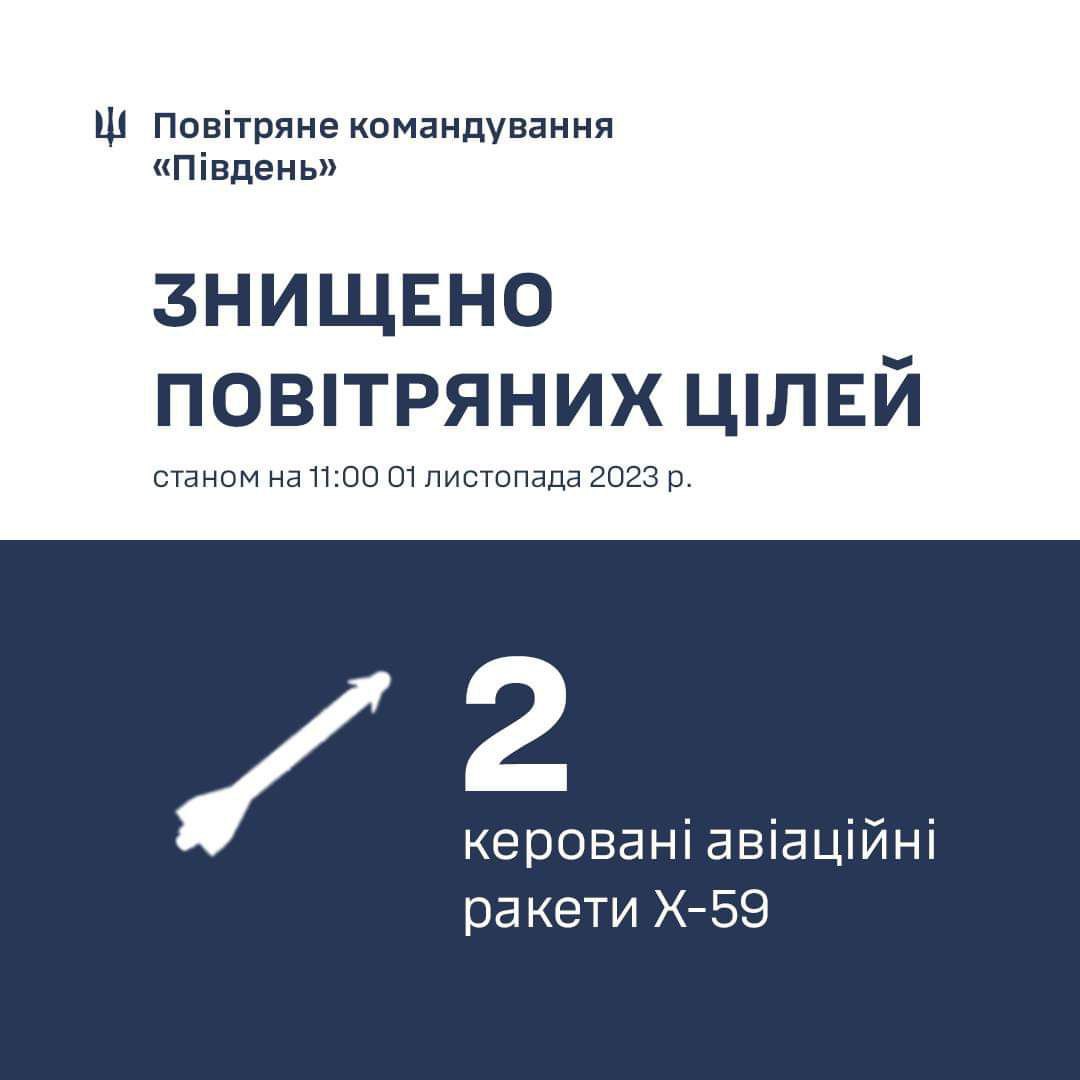 Повітряне командування
«Південь»
ЗНИЩЕНО
ПОВІТРЯНИХ ЦІЛЕЙ
станом на 11:00 01 листопада 2023 р.
2
керовані авіаційні
ракети Х-59